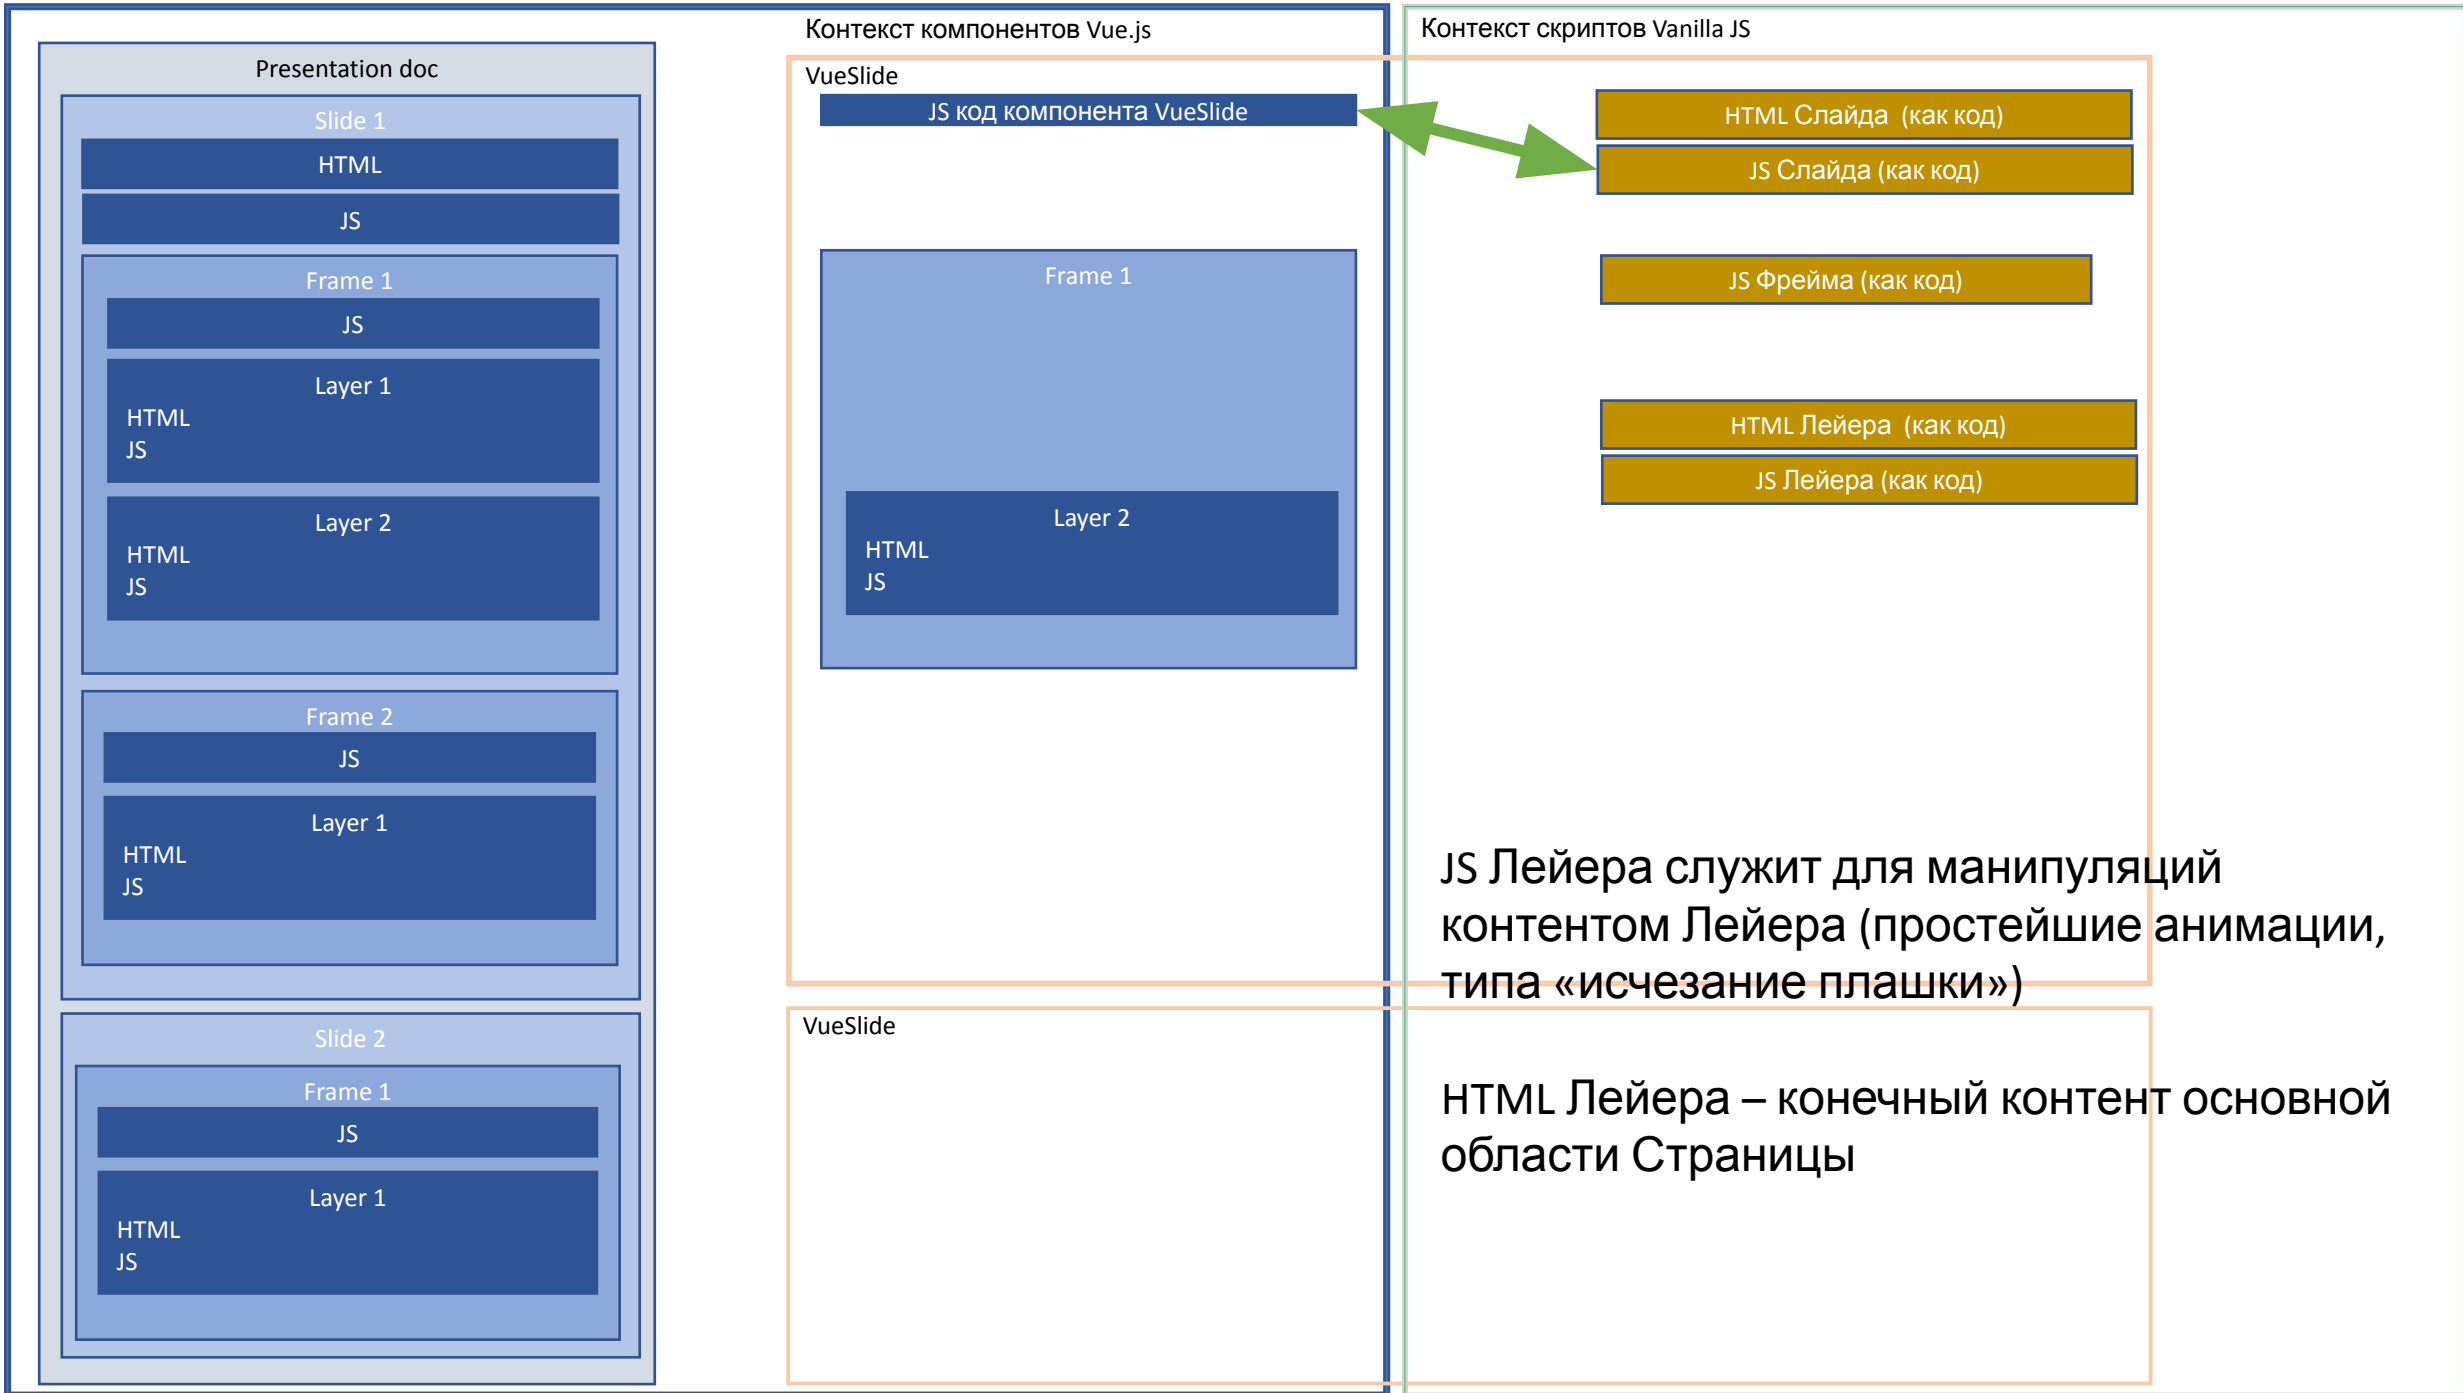 Presentation doc
Slide 1
HTML
JS
Frame 1
JS
Layer 1
HTML
JS
Layer 2
HTML
JS
Frame 2
JS
Layer 1
HTML
JS
Slide 2
Frame 1
JS
Layer 1
HTML
JS
Контекст компонентов Vue.js
VueSlide
JS код компонента VueSlide
Frame 1
Layer 2
HTML
JS
VueSlide
Контекст скриптов Vanilla JS
HTML Слайда (как код)
JS Слайда (как код)
JS Фрейма (как код)
HTML Лейера (как код)
JS Лейера (как код)
JS Лейера служит для манипуляций
контентом Лейера (простейшие анимации,
типа «исчезание плашки»)
HTML Лейера – конечный контент основной
области Страницы